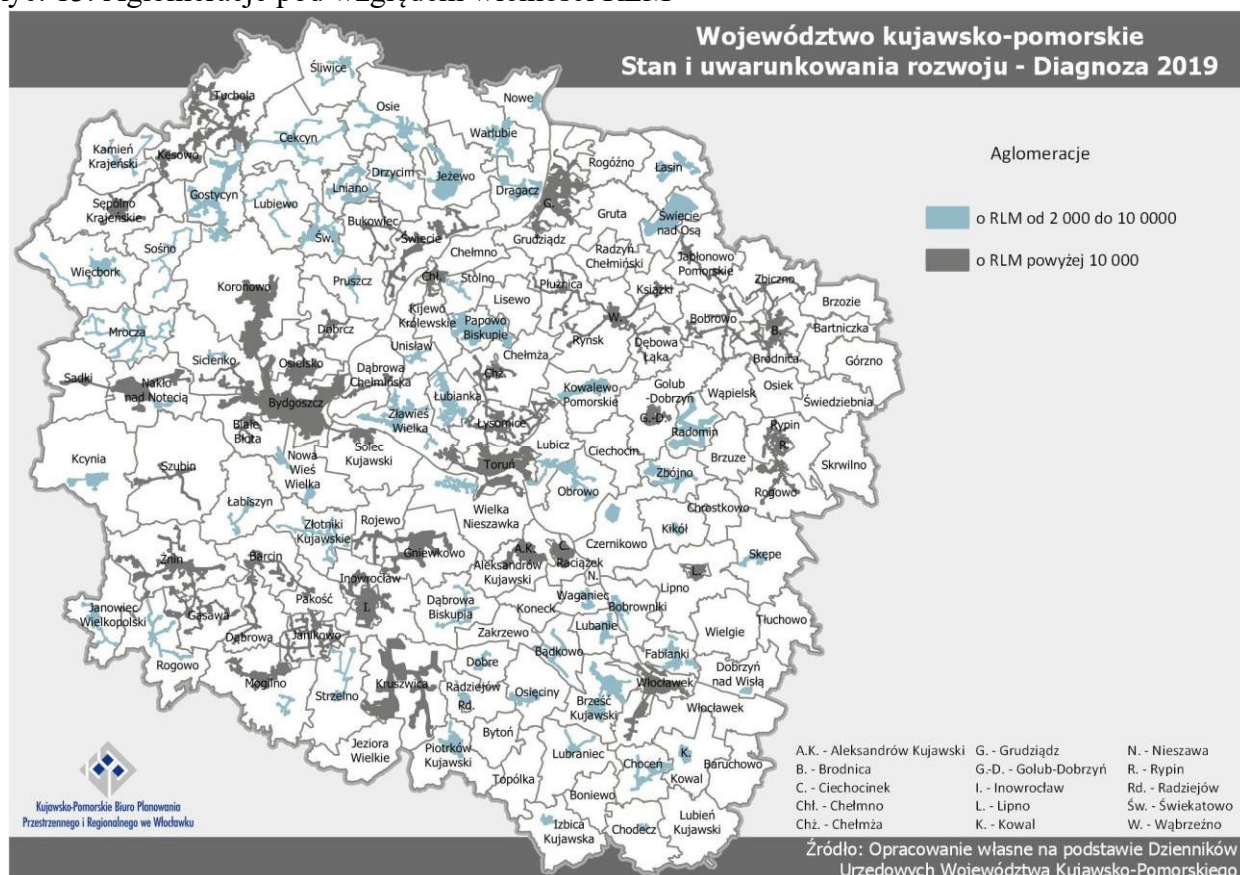 Województwo kujawsko-pomorskie
Stan i uwarunkowania rozwoju - Diagnoza 2019
Aglomeracje
o RLM od 2 000 do 10 0000
o RLM powyżej 10 000
Śliwice
Tuchola
Osie
Nowe
Cekcyn
Warlubie
Kamień
Krajeński
Kęsowo
Rogóźno
Łasin
Gostycyn
Lubiewo
Lniano
Drzycim
Jeżewo
Dragacz
G.
Sępólno
Krajeńskie
Bukowiec
Gruta
Świecie
nad Osą
Sośno
Św.
Świecie
Grudziądz
Radzyń
Chełmiński
Jabłonowo
Pomorskie
Więcbork
Chełmno
Koronowo
Pruszcz
Chł.
Stolno
Płużnica
Książki
Zbiczno
Lisewo
Brzozie
Mrocza
Dobrcz
Kijewo
Królewskie
Papowo
Biskupie
W.
Bobrowo
B.
Bartniczka
Ryńsk
Dębowa
Łąka
Brodnica
Górzno
Sicienko
Unisław
Chełmża
Sadki
Nakło
nad Notecią
Osielsko
Dąbrowa
Chełmińska
Chż.
Golub
-Dobrzyń
Wąpielsk
Osiek
Świedziebnia
Bydgoszcz
Łubianka
Kowalewo
Pomorskie
Zławieś
Wielka
Łysomice
G.-D.
Radomin
Rypin
Białe
Błota
Solec
Kujawski
Toruń
Lubicz
Ciechocin
Brzuze
R.
Kcynia
Szubin
Nowa
Wieś
Wielka
Obrowo
Zbójno
Skrwilno
Rogowo
Łabiszyn
Złotniki
Kujawskie
Rojewo
Wielka
Nieszawka
Chrostkowo
Kikół
Żnin
Barcin
Gniewkowo
A.K.
C.
Raciążek
Czernikowo
Skępe
Inowrocław
Aleksandrów
Kujawski
N.
Lipno
L.
Janowiec
Wielkopolski
Gąsawa
Pakość
I.
Dąbrowa
Biskupia
Koneck
Waganiec
Bobrowniki
Tłuchowo
Dąbrowa
Janikowo
Zakrzewo
Lubanie
Wielgie
Rogowo
Bądkowo
Fabianki
Mogilno
Strzelno
Kruszwica
Dobre
Dobrzyń
nad Wisłą
Radziejów
Rd.
Osięciny
Brześć
Kujawski
Włocławek
Włocławek
Jeziora
Wielkie
Piotrków
Kujawski
Bytoń
Lubraniec
Choceń
K.
Kowal
Baruchowo
Topólka
Boniewo
Izbica
Kujawska
Chodecz
Lubień
Kujawski
Kujawsko-Pomorskie Biuro Planowania
Przestrzennego i Regionalnego we Włocławku
A.K. - Aleksandrów Kujawski G. - Grudziądz N. - Nieszawa
B. - Brodnica G.-D. - Golub-Dobrzyń R. - Rypin
C. - Ciechocinek I. - Inowrocław Rd. - Radziejów
Chł. - Chełmno L. - Lipno Św. - Świekatowo
Chż. - Chełmża K. - Kowal W. - Wąbrzeźno
Źródło: Opracowanie własne na podstawie Dzienników
Urzędowych Województwa Kujawsko-Pomorskiego